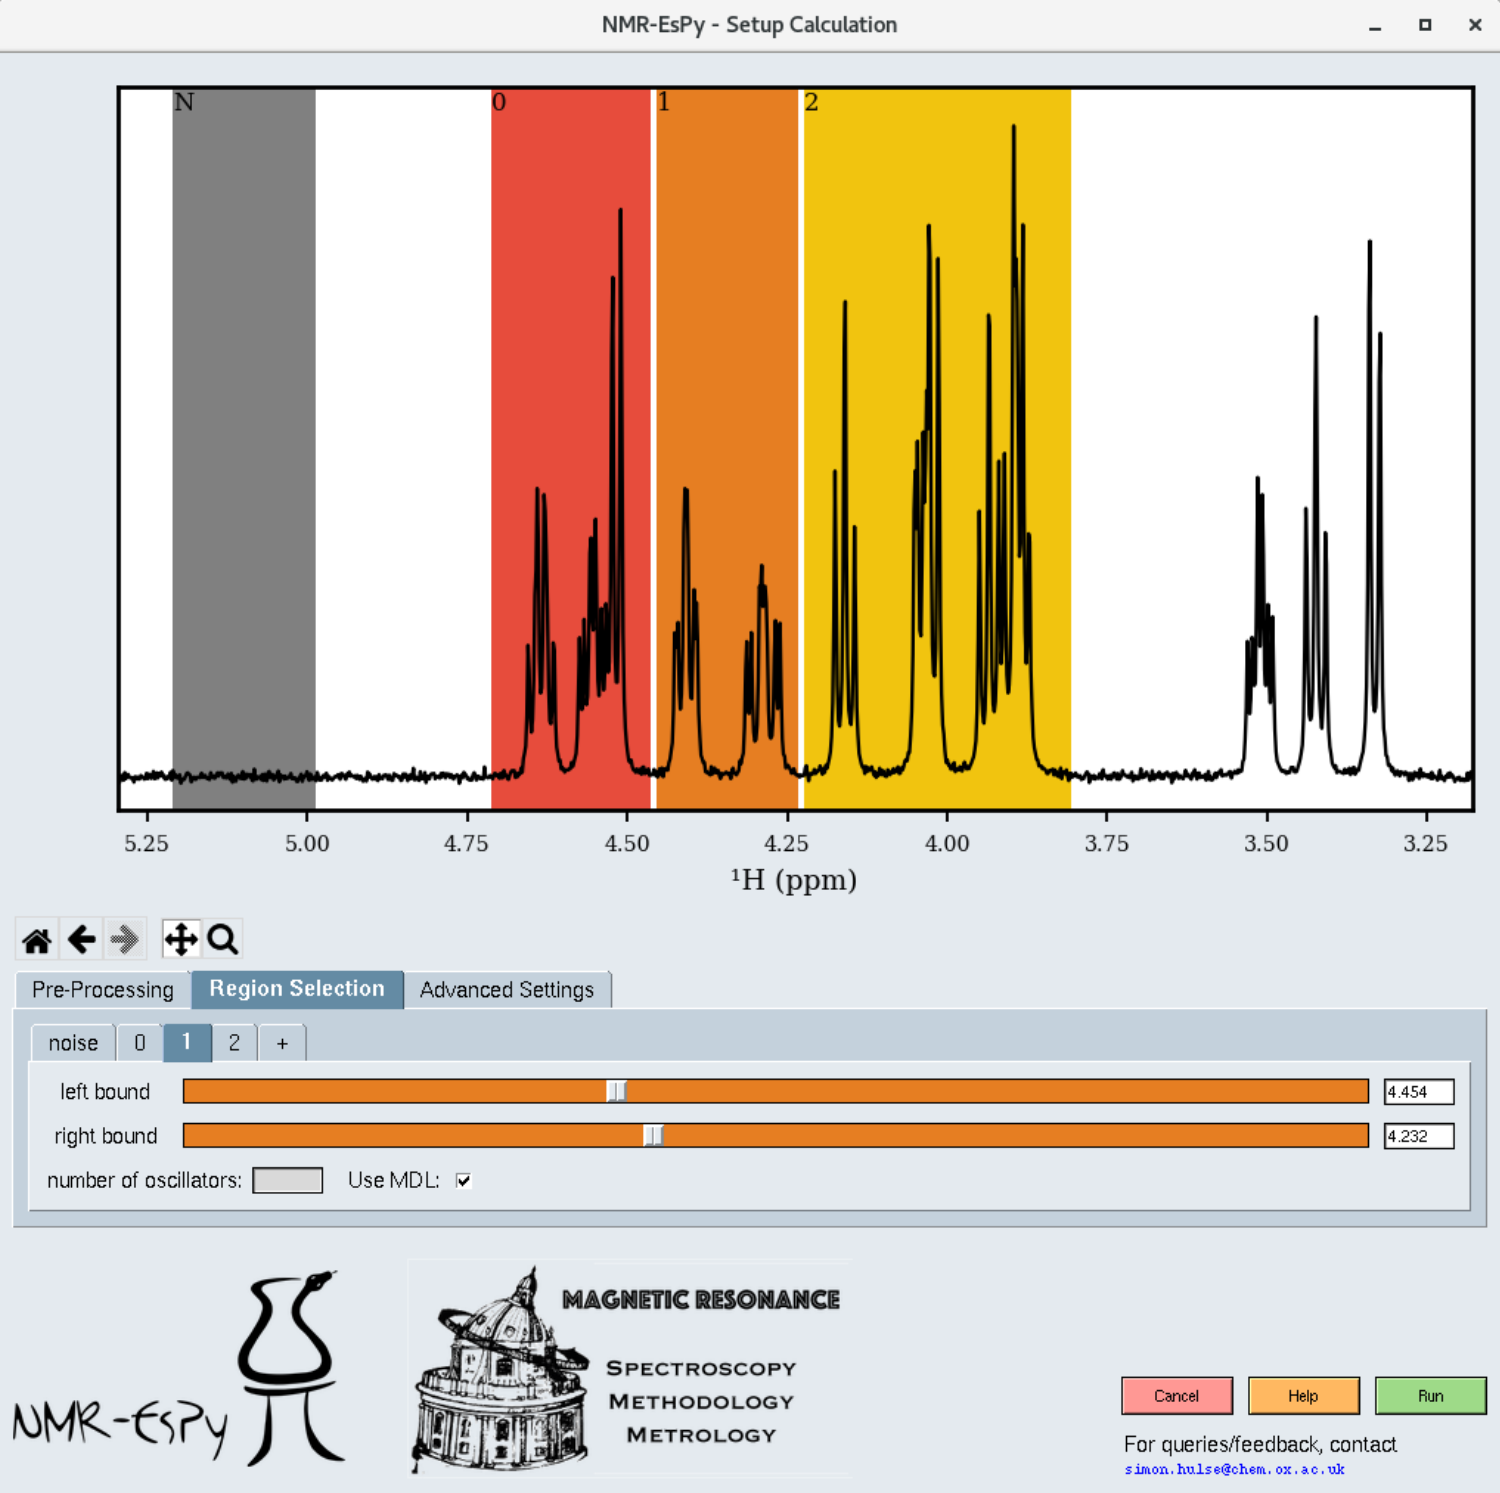 NMR-EsPy - Setup Calculation
N 0 1 2
5.25 5.00 4.75 4.50 4.25 4.00 3.75 3.50 3.25
¹H (ppm)
Pre-Processing Region Selection Advanced Settings
noise 0 1 2 +
left bound 4.454
right bound 4.232
number of oscillators: Use MDL:
NMR-EsPy
MAGNETIC RESONANCE
SPECTROSCOPY
METHODOLOGY
METROLOGY
Cancel Help Run
For queries/feedback, contact
simon.hulse@chem.ox.ac.uk